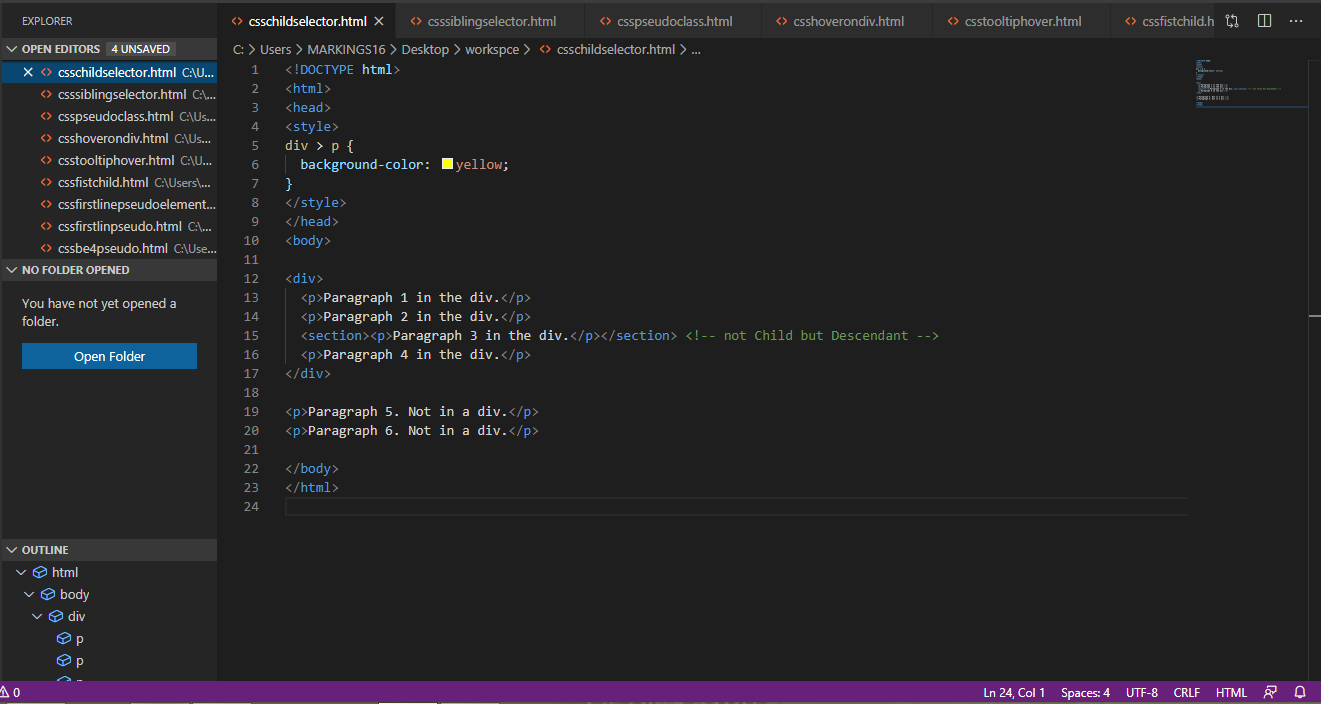 EXPLORER
OPEN EDITORS 4 UNSAVED
csschildselector.html C:\U...
csssiblingselector.html C:\...
csspseudoclass.html C:\Us...
csshoverondiv.html C:\Us...
csstooltiphover.html C:\U...
cssfistchild.html C:\Users\...
cssfirstlinepseudoelement...
cssfirstlinpseudo.html C:\...
cssbe4pseudo.html C:\Use...
NO FOLDER OPENED
You have not yet opened a
folder.
Open Folder
OUTLINE
html
body
div
p
p
csschildselector.html csssiblingselector.html csspseudoclass.html csshoverondiv.html csstooltiphover.html cssfistchild.h
C: > Users > MARKINGS16 > Desktop > workspce > csschildselector.html > ...
1 <!DOCTYPE html>
2 <html>
3 <head>
4 <style>
5 div > p {
6 background-color: yellow;
7 }
8 </style>
9 </head>
10 <body>
11
12 <div>
13 <p>Paragraph 1 in the div.</p>
14 <p>Paragraph 2 in the div.</p>
15 <section><p>Paragraph 3 in the div.</p></section> <!-- not Child but Descendant -->
16 <p>Paragraph 4 in the div.</p>
17 </div>
18
19 <p>Paragraph 5. Not in a div.</p>
20 <p>Paragraph 6. Not in a div.</p>
21
22 </body>
23 </html>
24
0 Ln 24, Col 1 Spaces: 4 UTF-8 CRLF HTML